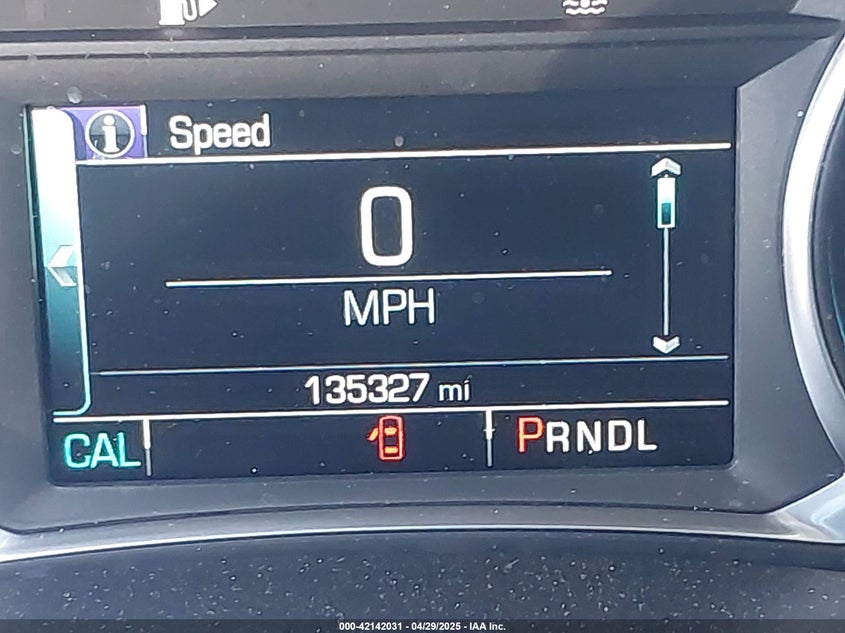 Speed
0
MPH
135327 mi
CAL PRNDL
000-42142031 - 04/29/2025 - IAA Inc.